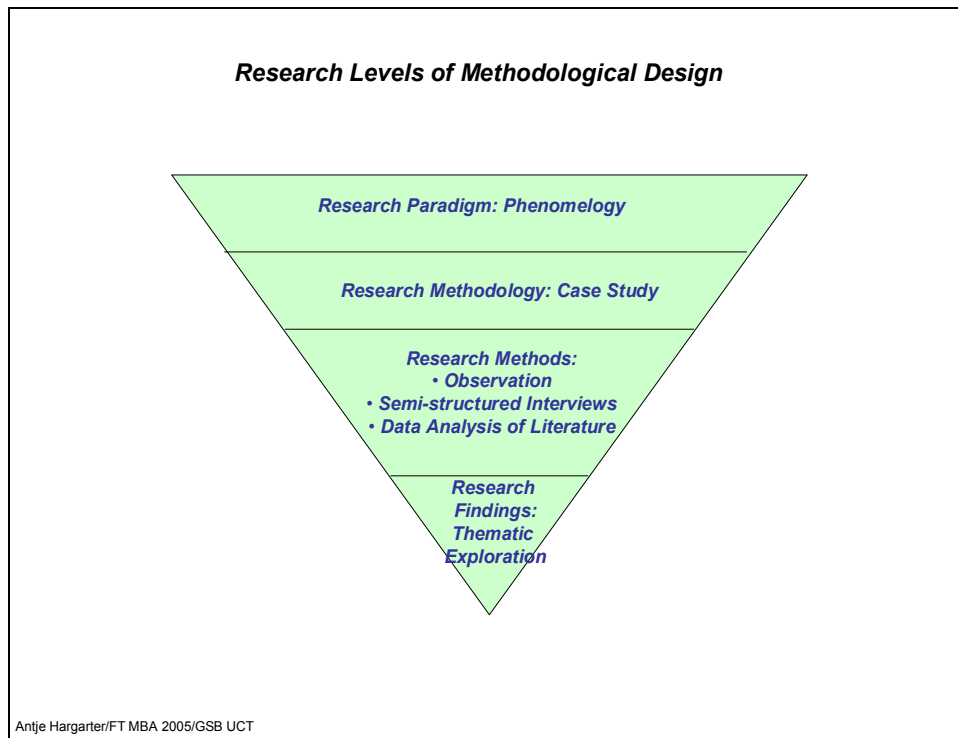 Research Levels of Methodological Design
Research Paradigm: Phenomelogy
Research Methodology: Case Study
Research Methods:
• Observation
• Semi-structured Interviews
• Data Analysis of Literature
Research
Findings:
Thematic
Exploration
Antje Hargarter/FT MBA 2005/GSB UCT